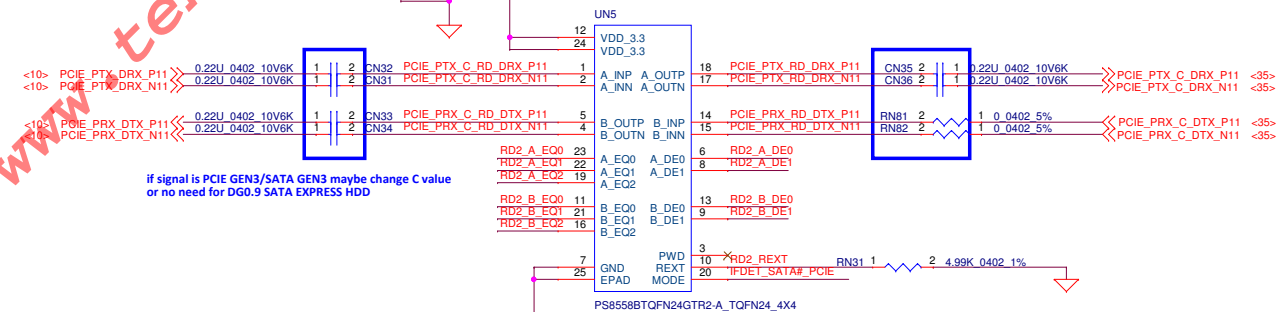 UN5
12 VDD_3.3
24 VDD_3.3
<10> PCIE_PTX_DRX_P11 0.22U_0402_10V6K 1 2 CN32 PCIE_PTX_C_RD_DRX_P11 1 A_INP A_OUTP 18 PCIE_PTX_RD_DRX_P11 CN35 2 1 0.22U_0402_10V6K PCIE_PTX_C_DRX_P11 <35>
<10> PCIE_PTX_DRX_N11 0.22U_0402_10V6K 1 2 CN31 PCIE_PTX_C_RD_DRX_N11 2 A_INN A_OUTN 17 PCIE_PTX_RD_DRX_N11 CN36 2 1 0.22U_0402_10V6K PCIE_PTX_C_DRX_N11 <35>
<10> PCIE_PRX_DTX_P11 0.22U_0402_10V6K 1 2 CN33 PCIE_PRX_C_RD_DTX_P11 5 B_OUTP B_INP 14 PCIE_PRX_RD_DTX_P11 RN81 2 1 0_0402_5% PCIE_PRX_C_DTX_P11 <35>
<10> PCIE_PRX_DTX_N11 0.22U_0402_10V6K 1 2 CN34 PCIE_PRX_C_RD_DTX_N11 4 B_OUTN B_INN 15 PCIE_PRX_RD_DTX_N11 RN82 2 1 0_0402_5% PCIE_PRX_C_DTX_N11 <35>
RD2_A_EQ0 23 A_EQ0 A_DE0 6 RD2_A_DE0
RD2_A_EQ1 22 A_EQ1 A_DE1 8 RD2_A_DE1
RD2_A_EQ2 19 A_EQ2
if signal is PCIE GEN3/SATA GEN3 maybe change C value
or no need for DG0.9 SATA EXPRESS HDD
RD2_B_EQ0 11 B_EQ0 B_DE0 13 RD2_B_DE0
RD2_B_EQ1 21 B_EQ1 B_DE1 9 RD2_B_DE1
RD2_B_EQ2 16 B_EQ2
PWD 3
7 GND REXT 10 RD2_REXT RN31 1 2 4.99K_0402_1%
25 EPAD MODE 20 IFDET_SATA#_PCIE
PS8558BTQFN24GTR2-A_TQFN24_4X4
www.te